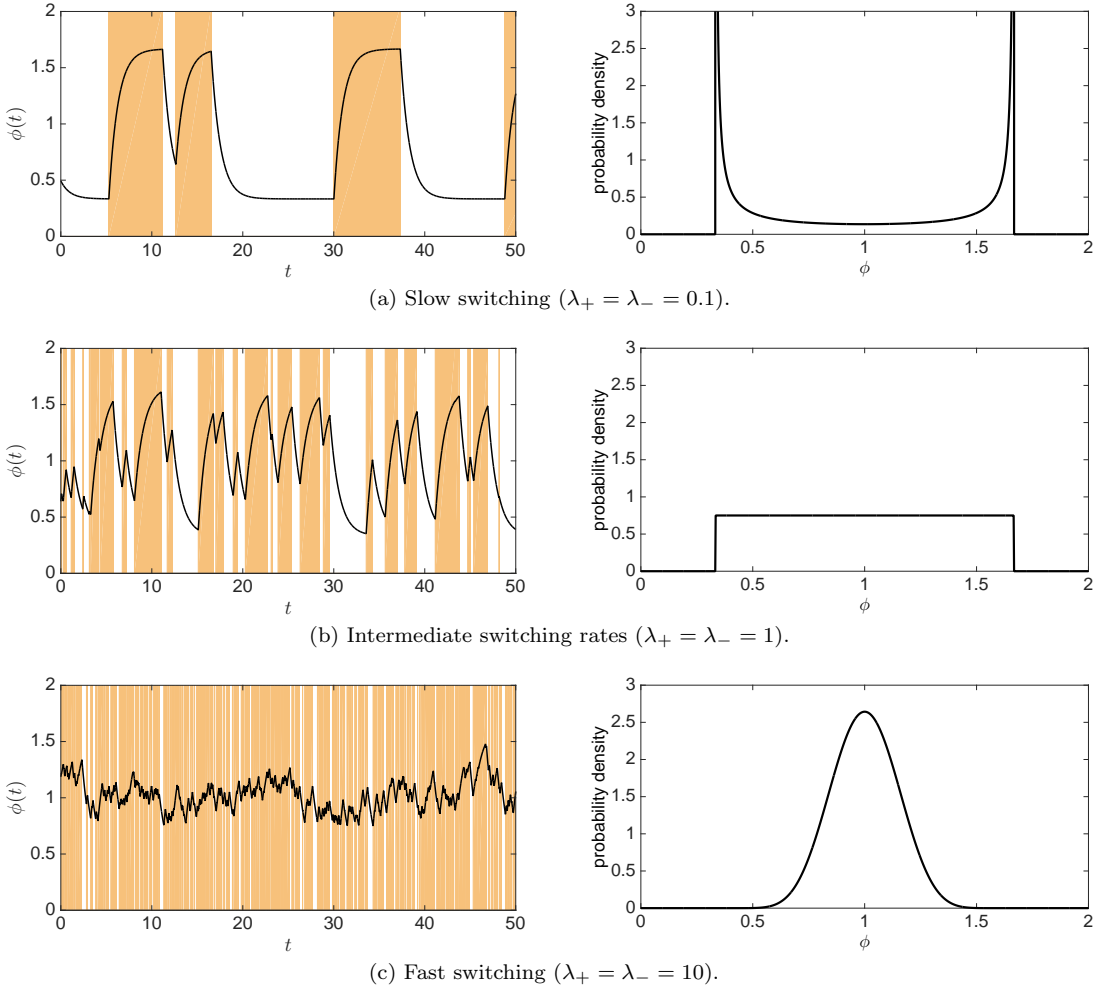 2
1.5
1
0.5
0
ϕ(t)
0 10 20 30 40 50
t
3
2.5
2
1.5
1
0.5
0
probability density
0 0.5 1 1.5 2
ϕ
(a) Slow switching (λ₊ = λ₋ = 0.1).
2
1.5
1
0.5
0
ϕ(t)
0 10 20 30 40 50
t
3
2.5
2
1.5
1
0.5
0
probability density
0 0.5 1 1.5 2
ϕ
(b) Intermediate switching rates (λ₊ = λ₋ = 1).
2
1.5
1
0.5
0
ϕ(t)
0 10 20 30 40 50
t
3
2.5
2
1.5
1
0.5
0
probability density
0 0.5 1 1.5 2
ϕ
(c) Fast switching (λ₊ = λ₋ = 10).